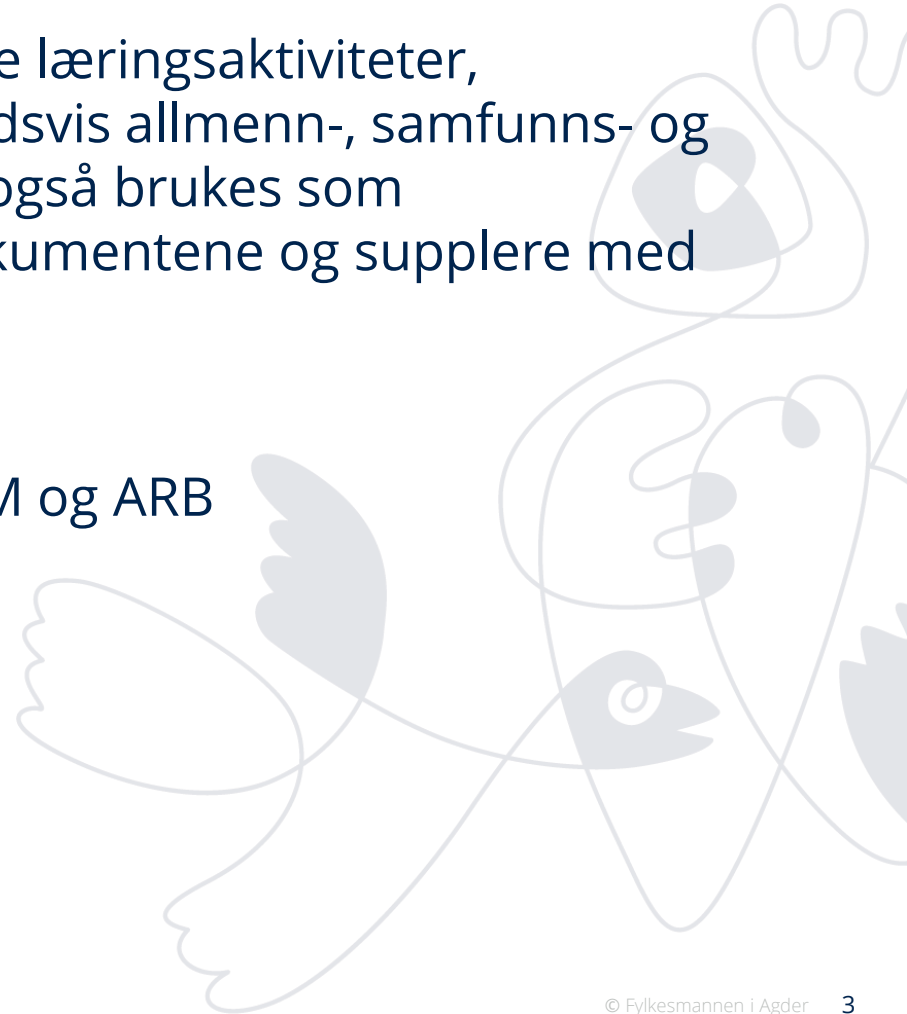 e læringsaktiviteter,
dsvis allmenn-, samfunns- og
også brukes som
kumentene og supplere med
M og ARB
© Fylkesmannen i Agder 3